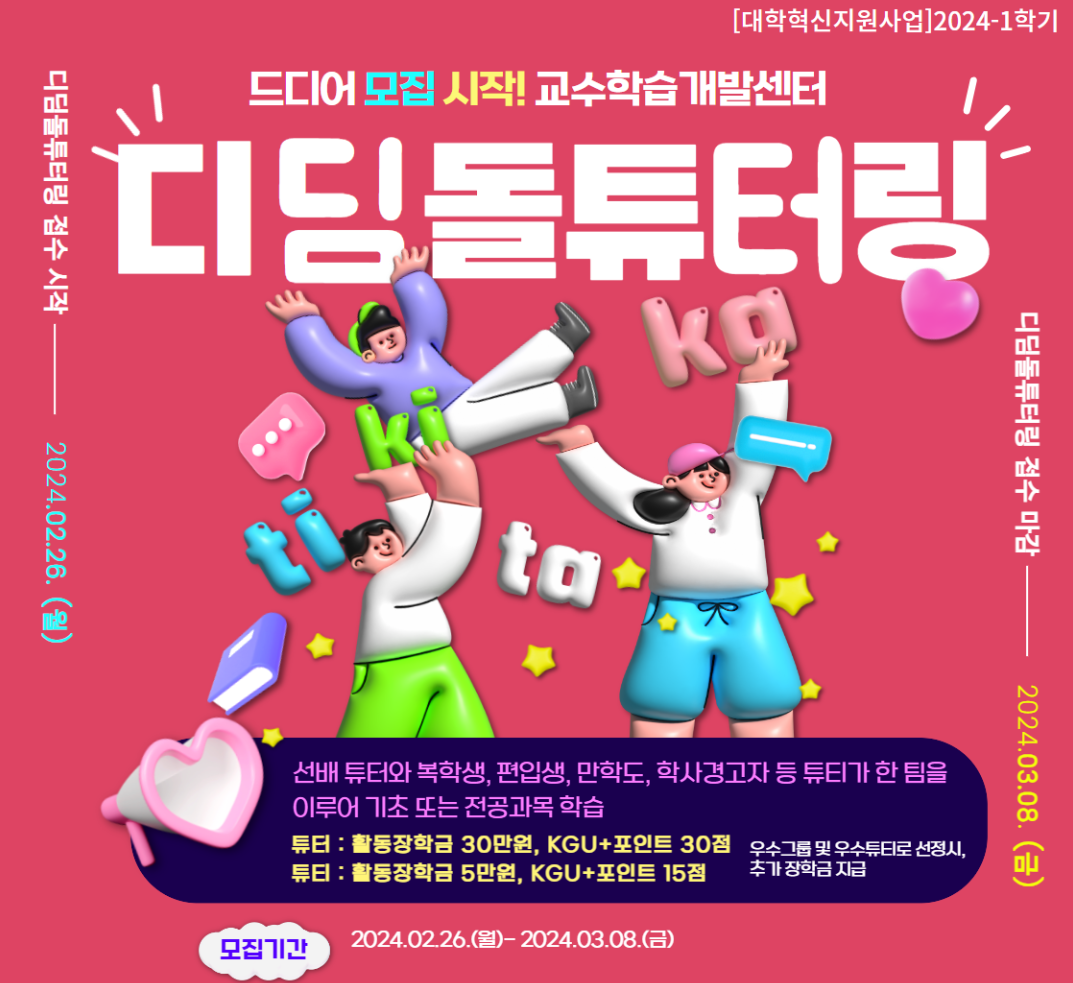 [대학혁신지원사업]2024-1학기
드디어 모집 시작! 교수학습개발센터
디딤돌튜터링
디딤돌튜터링 접수 시작
2024.02.26. (월)
ka
ki
ti
ta
디딤돌튜터링 접수 마감
2024.03.08. (금)
선배 튜터와 복학생, 편입생, 만학도, 학사경고자 등 튜티가 한 팀을
이루어 기초 또는 전공과목 학습
튜터 : 활동장학금 30만원, KGU+포인트 30점
튜티 : 활동장학금 5만원, KGU+포인트 15점
우수그룹 및 우수튜티로 선정시,
추가 장학금 지급
모집기간
2024.02.26.(월)- 2024.03.08.(금)